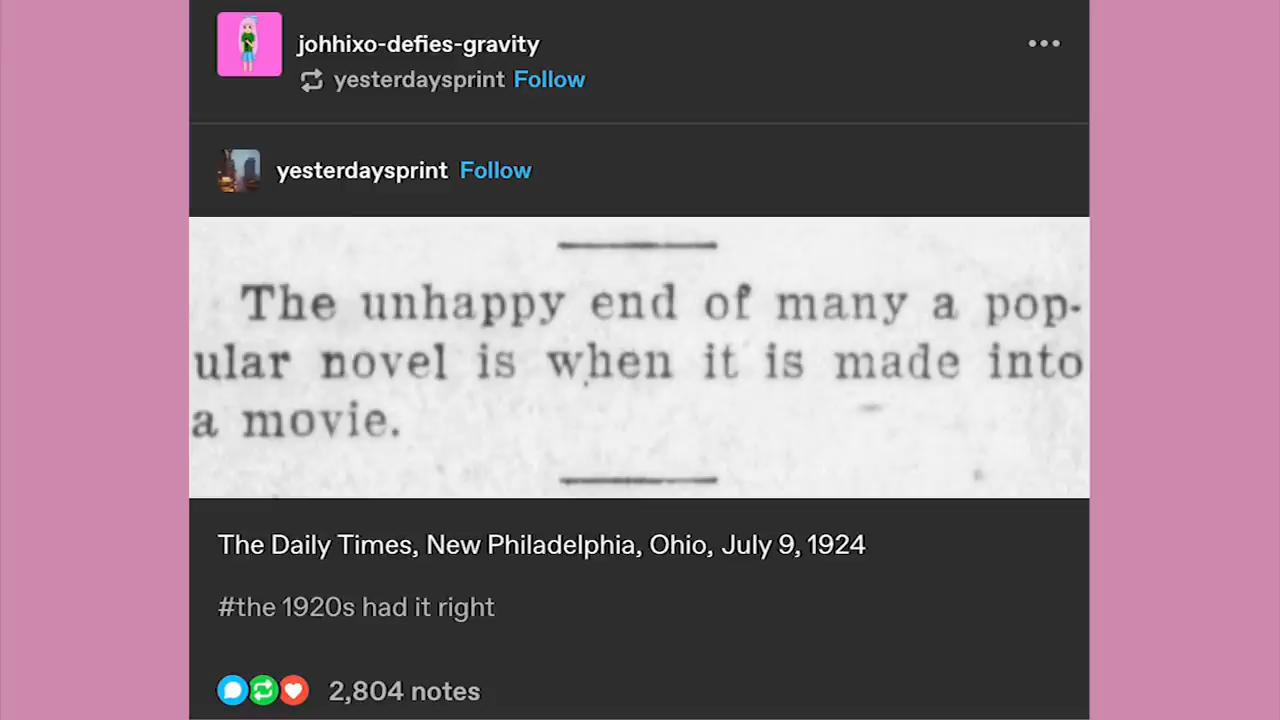 johhixo-defies-gravity
yesterdaysprint Follow
yesterdaysprint Follow
The unhappy end of many a pop-
ular novel is when it is made into
a movie.
The Daily Times, New Philadelphia, Ohio, July 9, 1924
#the 1920s had it right
2,804 notes